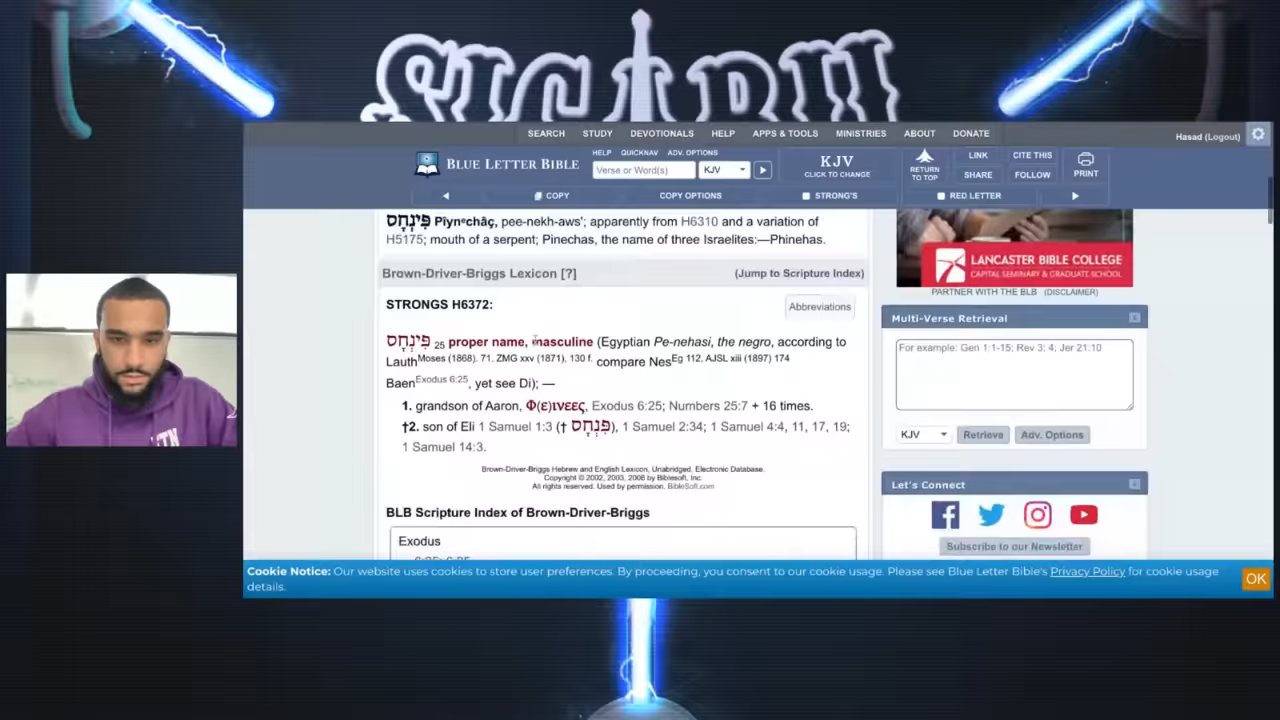 SICARII
SEARCH STUDY DEVOTIONALS HELP APPS & TOOLS MINISTRIES ABOUT DONATE
Hasad (Logout)
BLUE LETTER BIBLE
HELP QUICKNAV ADV. OPTIONS
Verse or Word(s) KJV
KJV
CLICK TO CHANGE
RETURN
TO TOP
LINK CITE THIS
SHARE FOLLOW
PRINT
COPY COPY OPTIONS STRONG'S RED LETTER
פִּינְחָס Pîynᵉchâç, pee-nekh-aws'; apparently from H6310 and a variation of
H5175; mouth of a serpent; Pinechas, the name of three Israelites:—Phinehas.
Brown-Driver-Briggs Lexicon [?] (Jump to Scripture Index)
STRONGS H6372:
Abbreviations
פִּינְחָס 25 proper name, masculine (Egyptian Pe-nehasi, the negro, according to
Lauth Moses (1868). 71, ZMG xxv (1871), 130 f. compare Nes Eg 112, AJSL xiii (1897) 174
Baen Exodus 6:25, yet see Di); —
1. grandson of Aaron, Φ(ε)ινεες, Exodus 6:25; Numbers 25:7 + 16 times.
†2. son of Eli 1 Samuel 1:3 († פִּנְחָס), 1 Samuel 2:34; 1 Samuel 4:4, 11, 17, 19;
1 Samuel 14:3.
Brown-Driver-Briggs Hebrew and English Lexicon, Unabridged, Electronic Database.
Copyright © 2002, 2003, 2006 by Biblesoft, Inc.
All rights reserved. Used by permission. BibleSoft.com
BLB Scripture Index of Brown-Driver-Briggs
Exodus
6:25; 6:25
LANCASTER BIBLE COLLEGE
CAPITAL SEMINARY & GRADUATE SCHOOL
PARTNER WITH THE BLB (DISCLAIMER)
Multi-Verse Retrieval x
For example: Gen 1:1-15; Rev 3: 4; Jer 21:10
KJV Retrieve Adv. Options
Let's Connect x
Subscribe to our Newsletter
Cookie Notice: Our website uses cookies to store user preferences. By proceeding, you consent to our cookie usage. Please see Blue Letter Bible's Privacy Policy for cookie usage
details.
OK